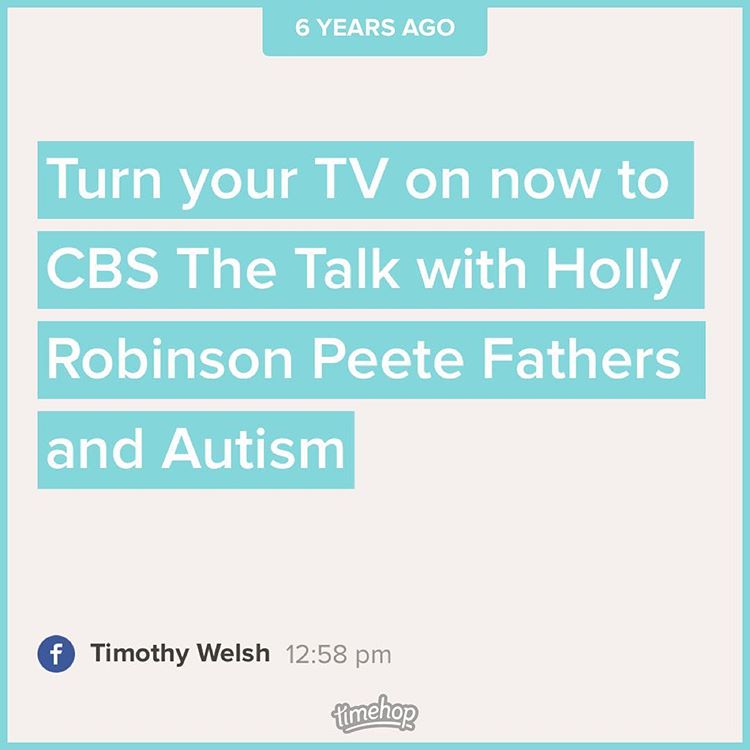 6 YEARS AGO
Turn your TV on now to
CBS The Talk with Holly
Robinson Peete Fathers
and Autism
f Timothy Welsh 12:58 pm
timehop